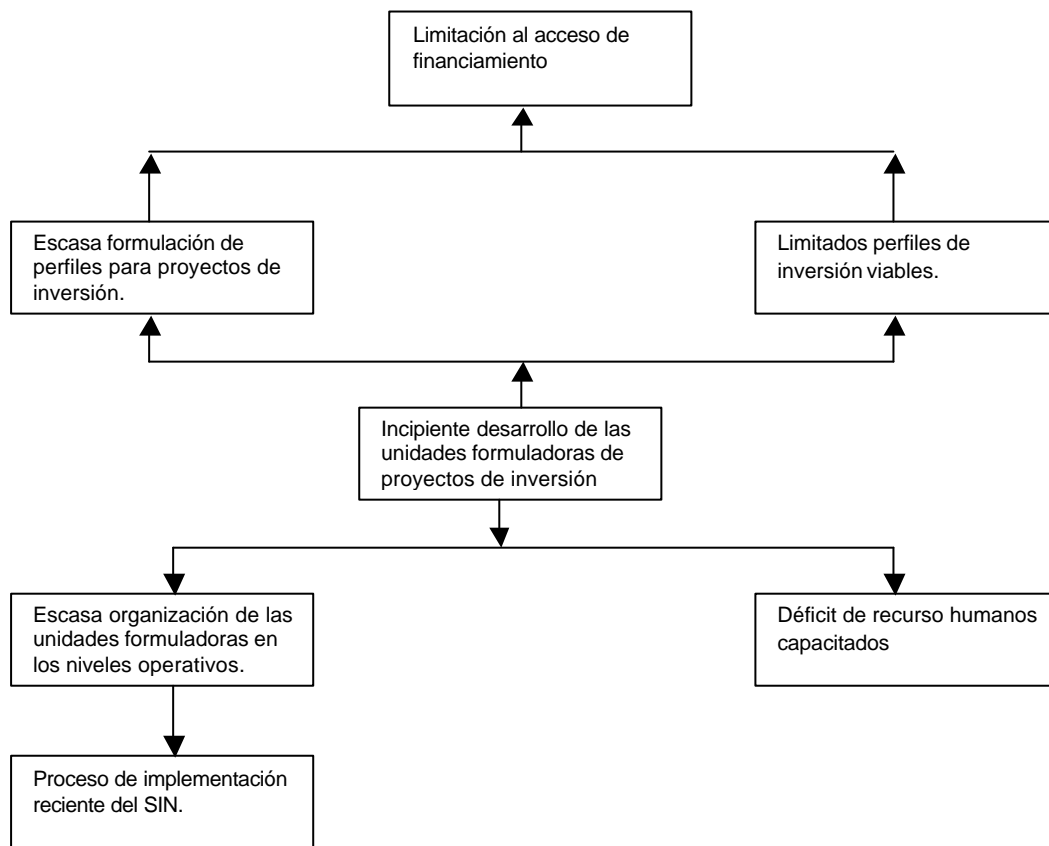 Limitación al acceso de
financiamiento
Escasa formulación de
perfiles para proyectos de
inversión.
Limitados perfiles de
inversión viables.
Incipiente desarrollo de las
unidades formuladoras de
proyectos de inversión
Escasa organización de las
unidades formuladoras en
los niveles operativos.
Déficit de recurso humanos
capacitados
Proceso de implementación
reciente del SIN.